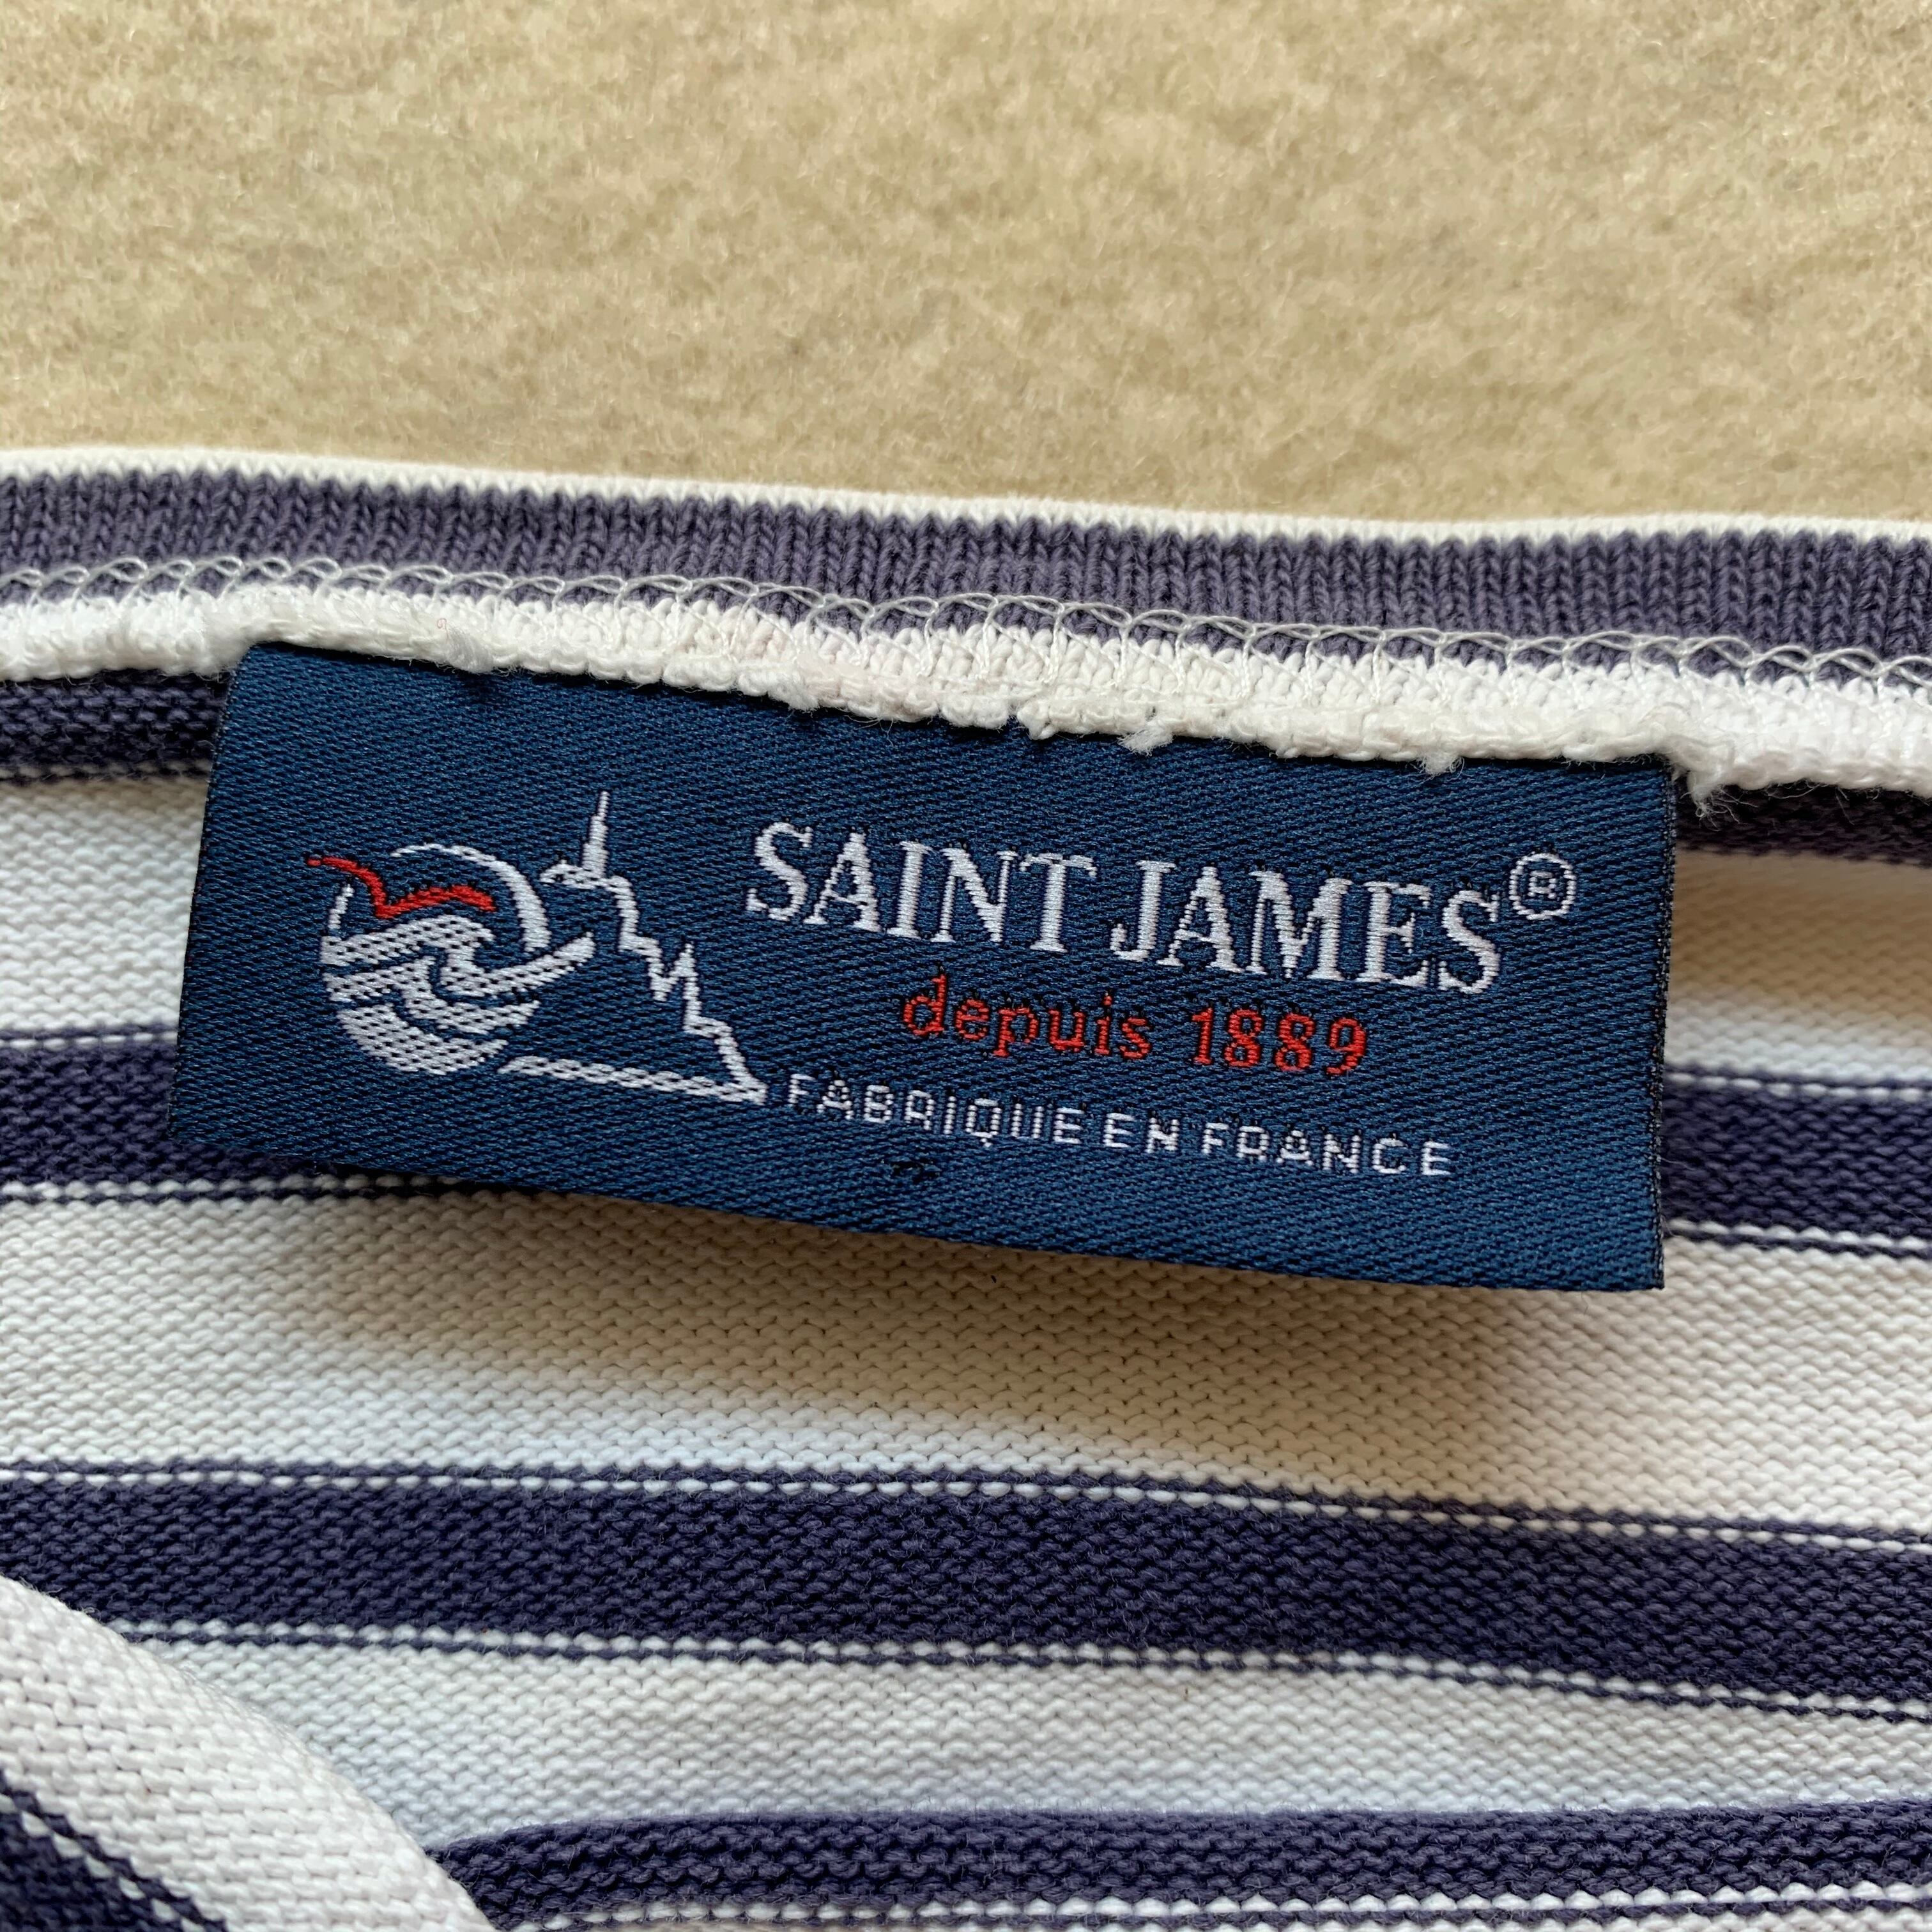 SAINT JAMES®
depuis 1889
FABRIQUE EN FRANCE